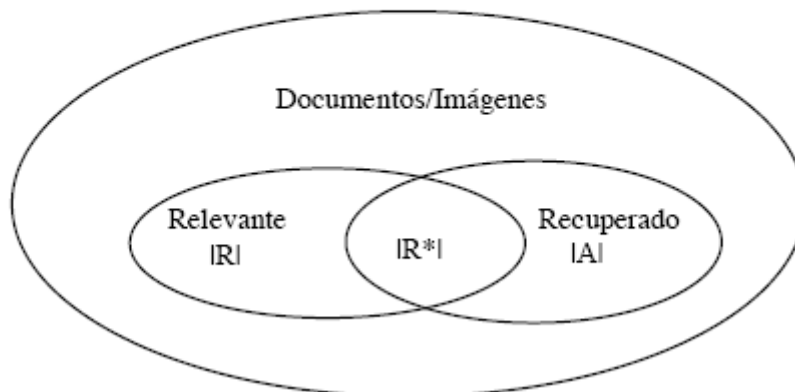 Documentos/Imágenes
Relevante
|R|
|R*|
Recuperado
|A|